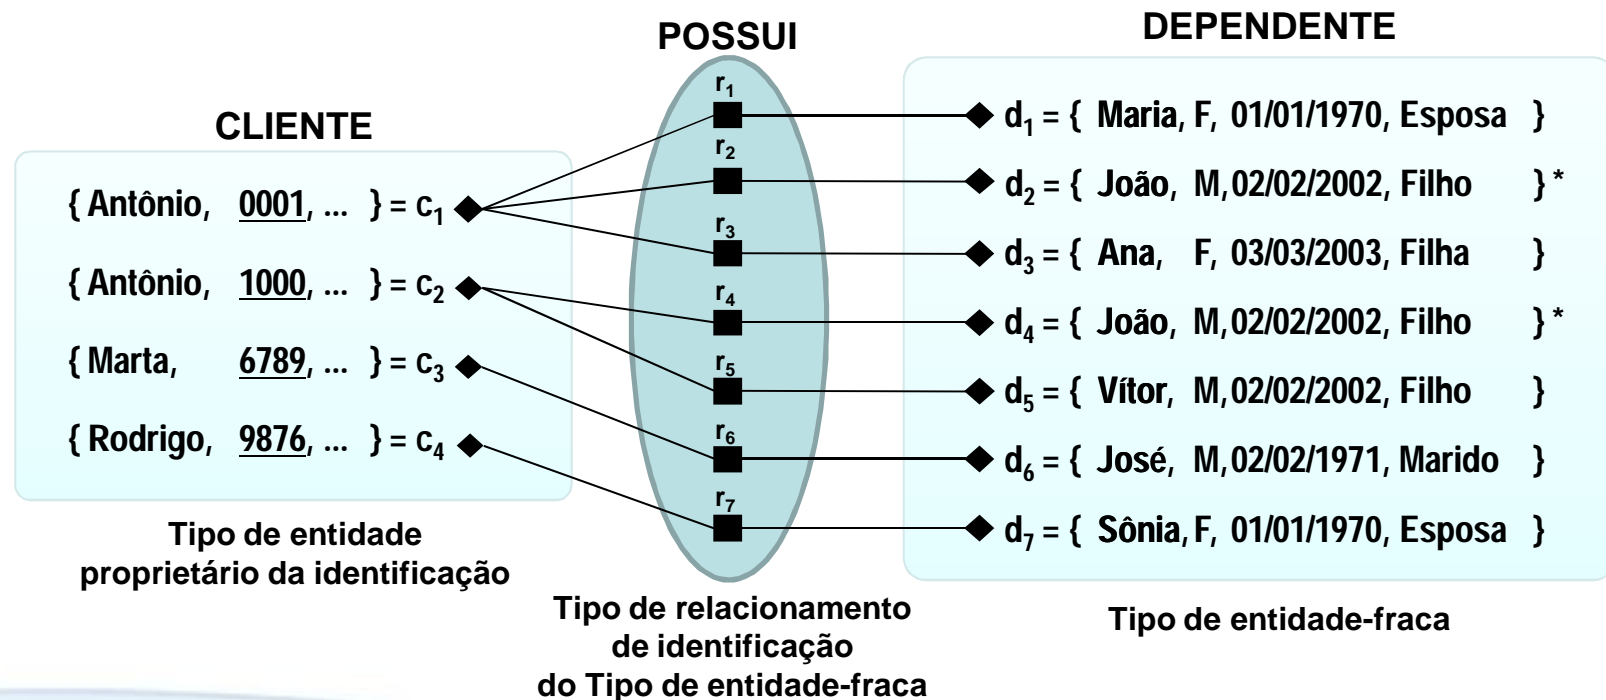 POSSUI
DEPENDENTE
CLIENTE
{ Antônio, 0001, ... } = c₁
{ Antônio, 1000, ... } = c₂
{ Marta, 6789, ... } = c₃
{ Rodrigo, 9876, ... } = c₄
Tipo de entidade
proprietário da identificação
r₁
r₂
r₃
r₄
r₅
r₆
r₇
Tipo de relacionamento
de identificação
do Tipo de entidade-fraca
d₁ = { Maria, F, 01/01/1970, Esposa }
d₂ = { João, M, 02/02/2002, Filho } *
d₃ = { Ana, F, 03/03/2003, Filha }
d₄ = { João, M, 02/02/2002, Filho } *
d₅ = { Vítor, M, 02/02/2002, Filho }
d₆ = { José, M, 02/02/1971, Marido }
d₇ = { Sônia, F, 01/01/1970, Esposa }
Tipo de entidade-fraca